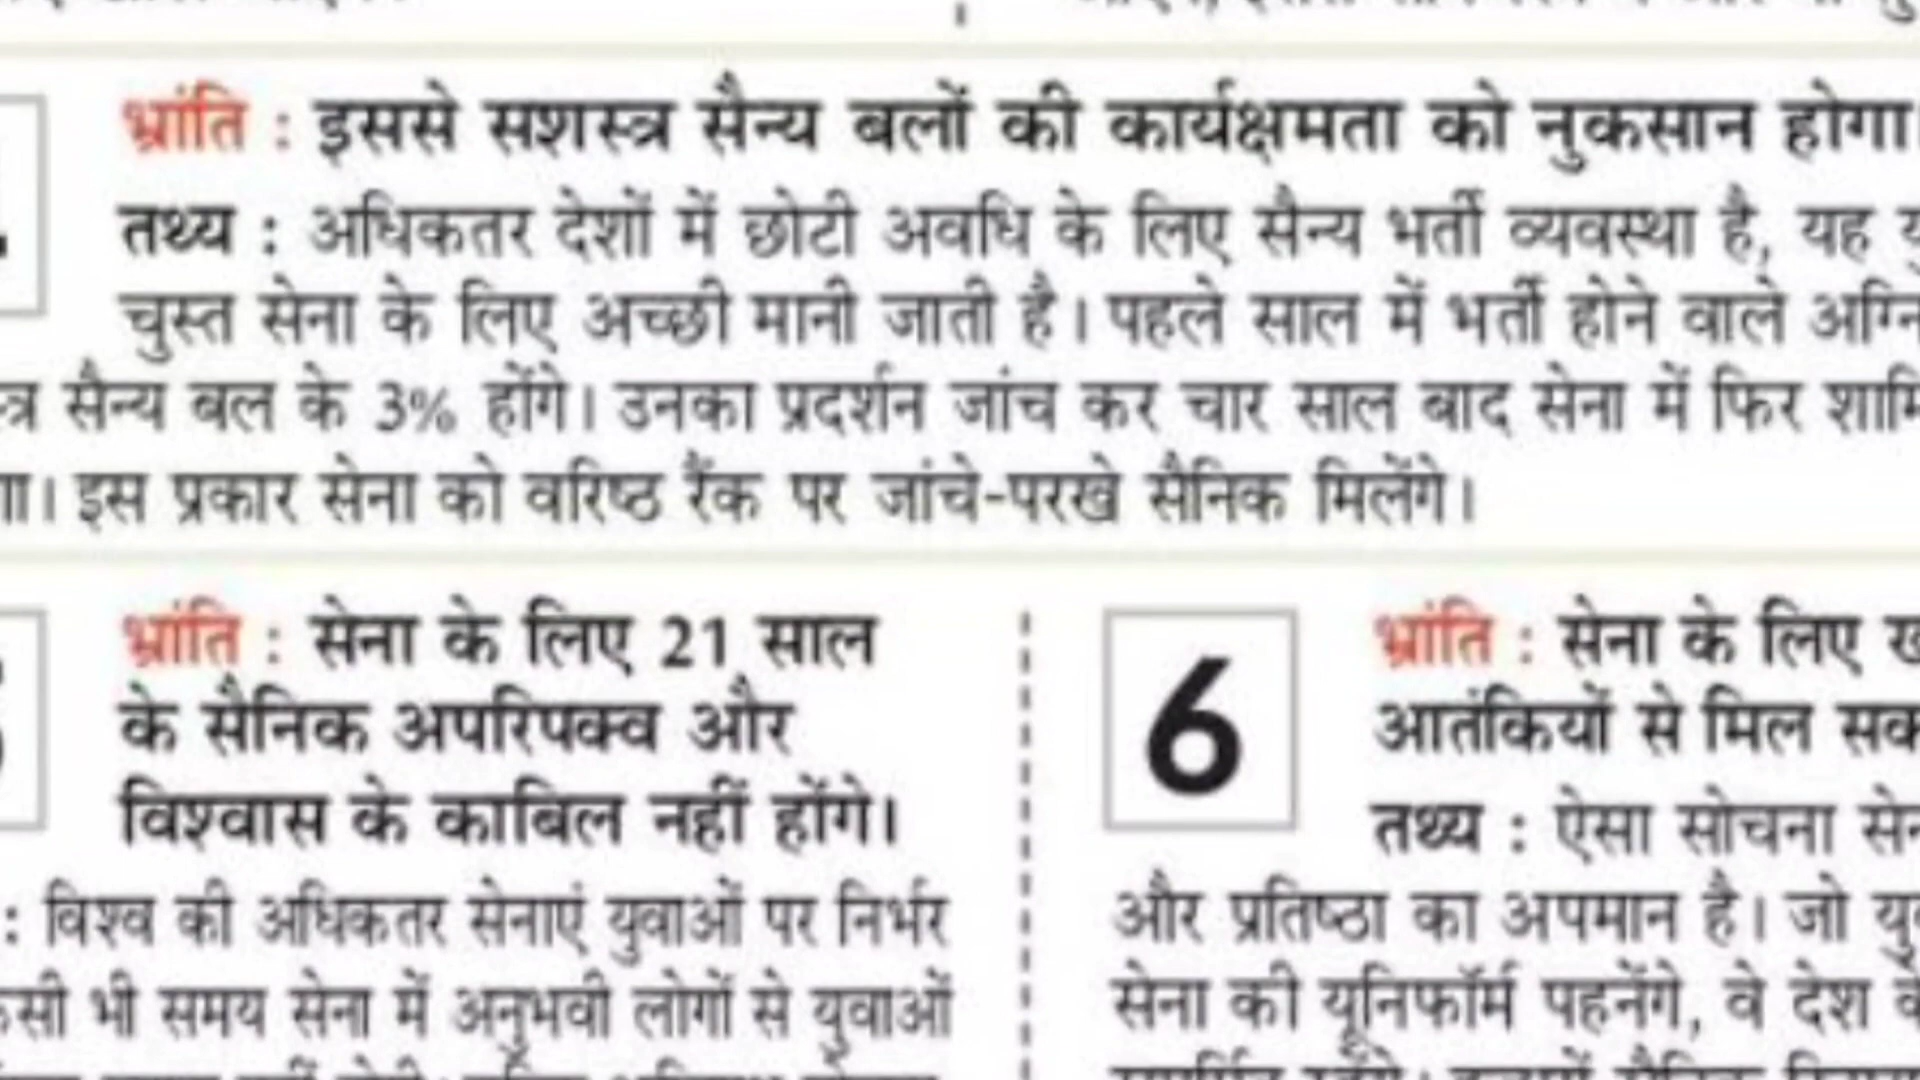 भ्रांति : इससे सशस्त्र सैन्य बलों की कार्यक्षमता को नुकसान होगा।
तथ्य : अधिकतर देशों में छोटी अवधि के लिए सैन्य भर्ती व्यवस्था है, यह
चुस्त सेना के लिए अच्छी मानी जाती है। पहले साल में भर्ती होने वाले
सैन्य बल के 3% होंगे। उनका प्रदर्शन जांच कर चार साल बाद सेना में फिर
इस प्रकार सेना को वरिष्ठ रैंक पर जांचे-परखे सैनिक मिलेंगे।
भ्रांति : सेना के लिए 21 साल
के सैनिक अपरिपक्व और
विश्वास के काबिल नहीं होंगे।
: विश्व की अधिकतर सेनाएं युवाओं पर निर्भर
भी समय सेना में अनुभवी लोगों से युवाओं
6
भ्रांति : सेना के लिए
आतंकियों से मिल
तथ्य : ऐसा सोचना
और प्रतिष्ठा का अपमान है। जो
सेना की यूनिफॉर्म पहनेंगे, वे देश